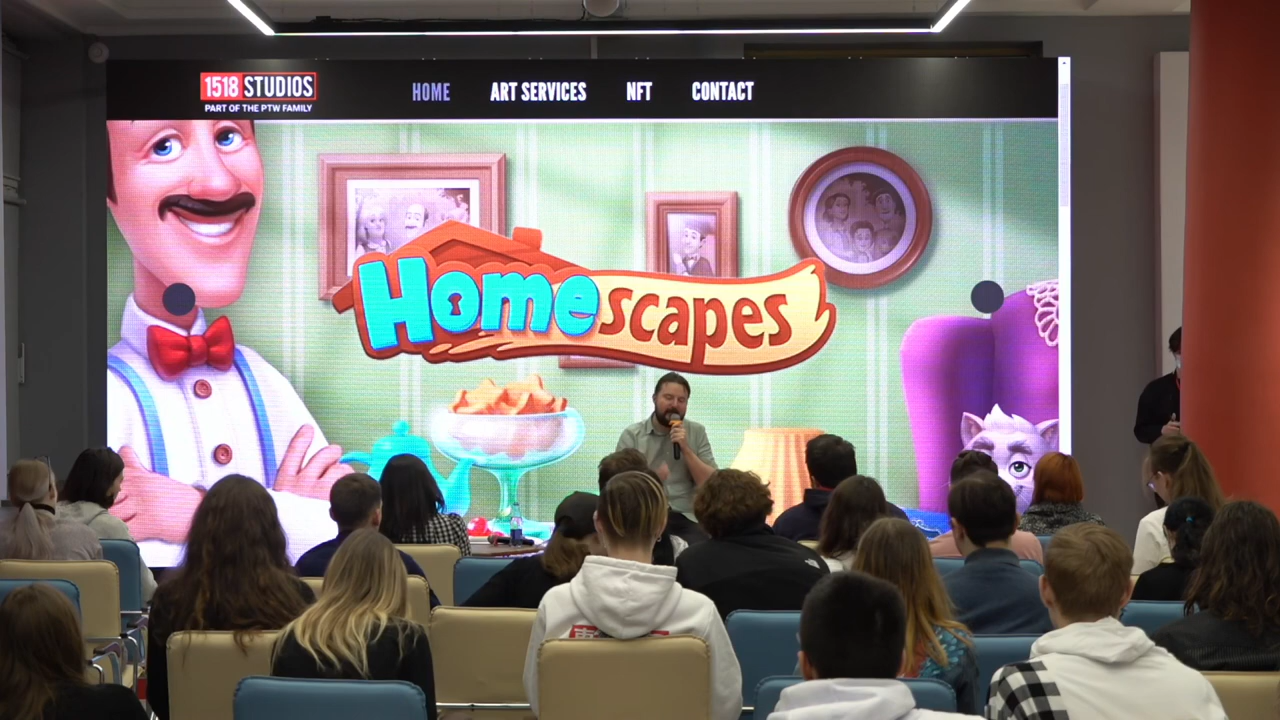 1518 STUDIOS
PART OF THE PTW FAMILY
HOME ART SERVICES NFT CONTACT
Homescapes